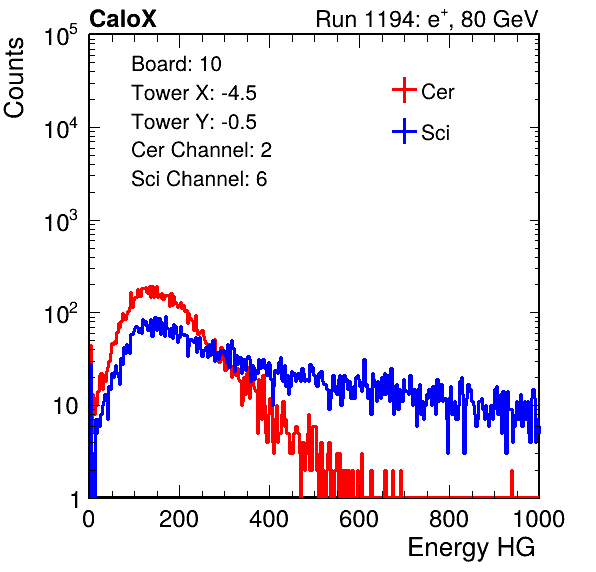 CaloX Run 1194: e+, 80 GeV
Counts
Board: 10
Tower X: -4.5
Tower Y: -0.5
Cer Channel: 2
Sci Channel: 6
Cer
Sci
10^5
10^4
10^3
10^2
10
1
0 200 400 600 800 1000
Energy HG